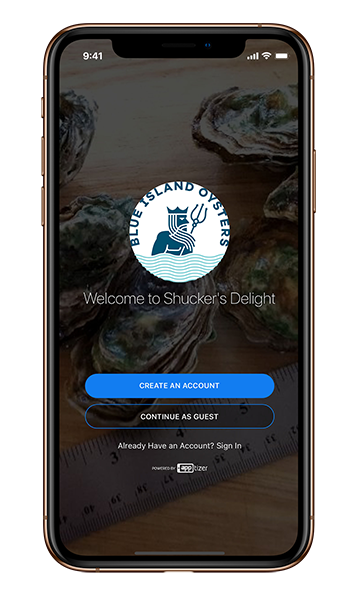 9:41
BLUE ISLAND OYSTERS
Welcome to Shucker's Delight
CREATE AN ACCOUNT
CONTINUE AS GUEST
Already Have an Account? Sign In
POWERED BY apptizer